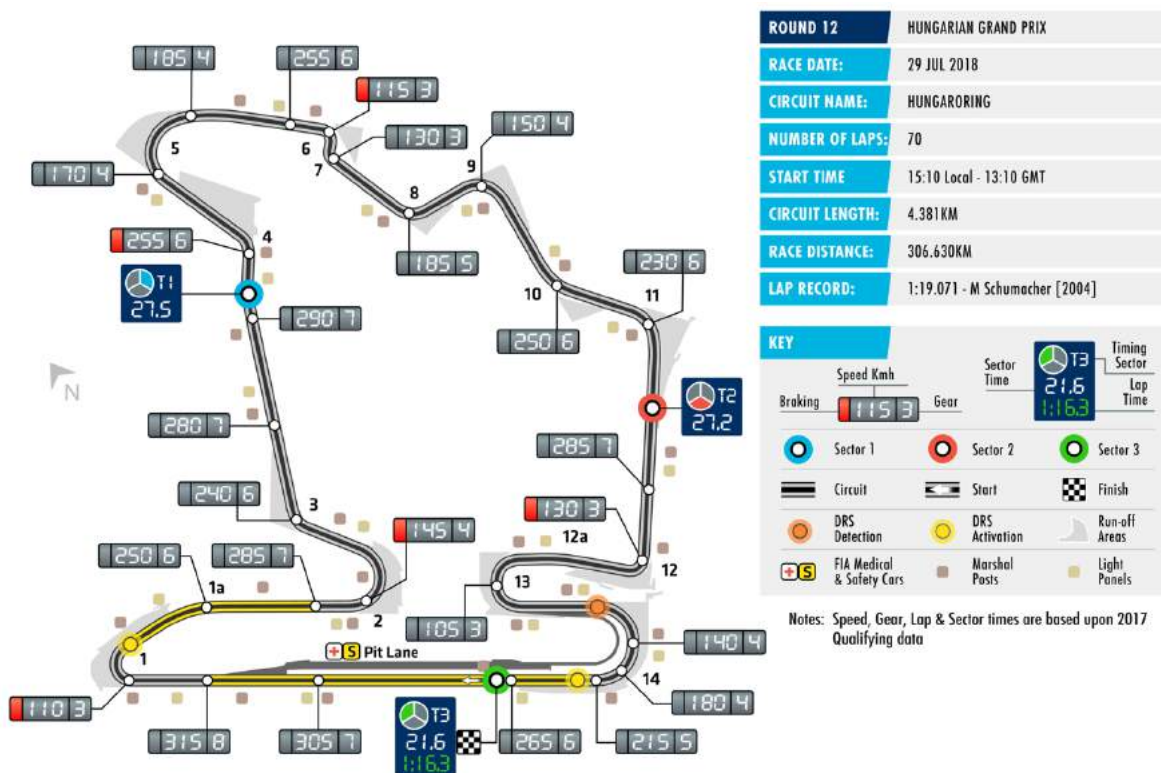 ROUND 12 HUNGARIAN GRAND PRIX
RACE DATE: 29 JUL 2018
CIRCUIT NAME: HUNGARORING
NUMBER OF LAPS: 70
START TIME 15:10 Local - 13:10 GMT
CIRCUIT LENGTH: 4.381KM
RACE DISTANCE: 306.630KM
LAP RECORD: 1:19.071 - M Schumacher [2004]
185 4
255 6
115 3
130 3
150 4
5
6
7
9
8
170 4
4
255 6
185 5
230 6
T1
27.5
10
11
290 7
250 6
N
T2
27.2
280 7
285 7
240 6
3
145 4
130 3
12a
250 6
285 7
1a
12
13
2
105 3
1
Pit Lane
S
140 4
14
110 3
180 4
315 8
305 7
T3
21.6
1:16.3
265 6
215 5
KEY
Speed Kmh
Braking
115 3
Gear
Sector
Time
T3
21.6
1:16.3
Timing
Sector
Lap
Time
Sector 1
Sector 2
Sector 3
Circuit
Start
Finish
DRS
Detection
DRS
Activation
Run-off
Areas
S
FIA Medical
& Safety Cars
Marshal
Posts
Light
Panels
Notes: Speed, Gear, Lap & Sector times are based upon 2017
Qualifying data